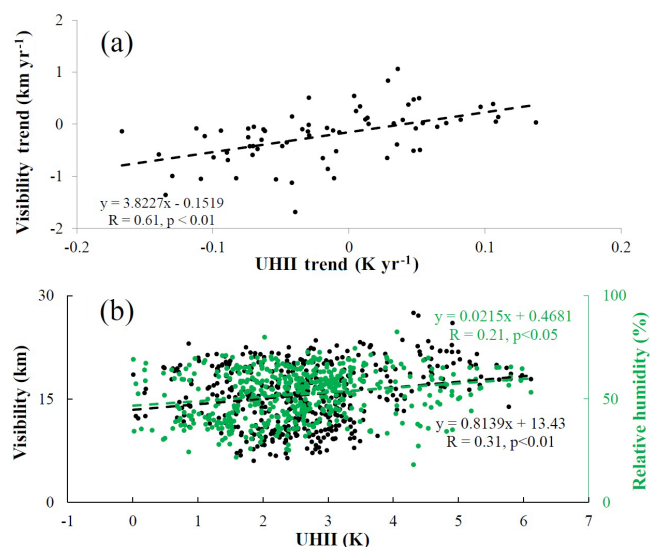 (a)
2
1
0
-1
-2
Visibility trend (km yr⁻¹)
y = 3.8227x - 0.1519
R = 0.61, p < 0.01
-0.2
-0.1
0
0.1
0.2
UHII trend (K yr⁻¹)
(b)
30
15
0
Visibility (km)
100
50
0
Relative humidity (%)
y = 0.0215x + 0.4681
R = 0.21, p<0.05
y = 0.8139x + 13.43
R = 0.31, p<0.01
-1
0
1
2
3
4
5
6
7
UHII (K)